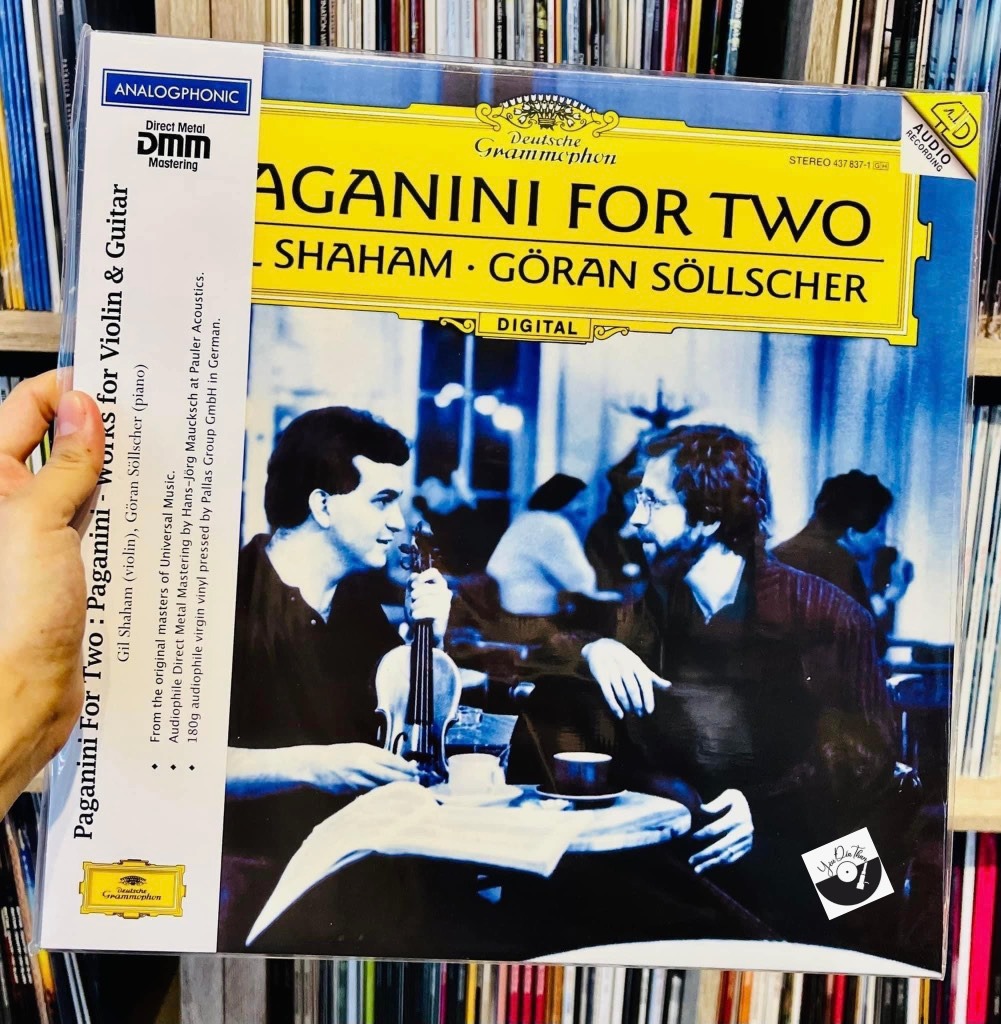 ANALOGPHONIC
Direct Metal
DMM
Mastering
Paganini For Two : Paganini - Works for Violin & Guitar
Gil Shaham (violin), Göran Söllscher (piano)
From the original masters of Universal Music.
Audiophile Direct Metal Mastering by Hans-Jörg Maucksch at Pauler Acoustics.
180g audiophile virgin vinyl pressed by Pallas Group GmbH in German.
Deutsche
Grammophon
Deutsche
Grammophon
STEREO 437 837-1 GH
4D
AUDIO
RECORDING
AGANINI FOR TWO
L SHAHAM · GÖRAN SÖLLSCHER
DIGITAL